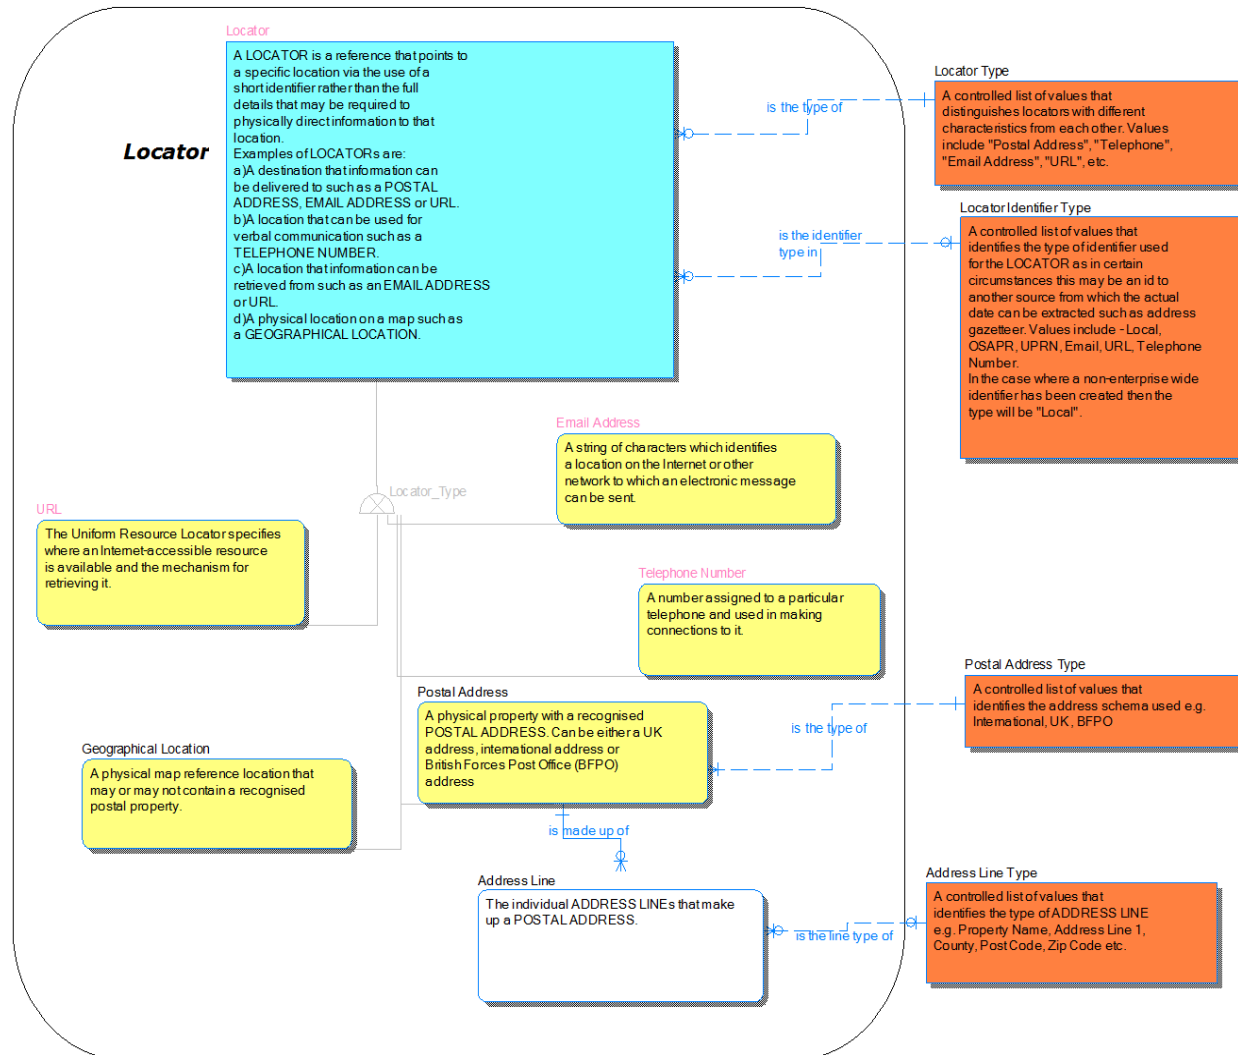 Locator
A LOCATOR is a reference that points to
a specific location via the use of a
short identifier rather than the full
details that may be required to
physically direct information to that
location.
Examples of LOCATORs are:
a)A destination that information can
be delivered to such as a POSTAL
ADDRESS, EMAIL ADDRESS or URL.
b)A location that can be used for
verbal communication such as a
TELEPHONE NUMBER.
c)A location that information can be
retrieved from such as an EMAIL ADDRESS
or URL.
d)A physical location on a map such as
a GEOGRAPHICAL LOCATION.
Locator
is the type of
Locator Type
A controlled list of values that
distinguishes locators with different
characteristics from each other. Values
include "Postal Address", "Telephone",
"Email Address", "URL", etc.
is the identifier
type in
Locator Identifier Type
A controlled list of values that
identifies the type of identifier used
for the LOCATOR as in certain
circumstances this may be an id to
another source from which the actual
date can be extracted such as address
gazetteer. Values include - Local,
OSAPR, UPRN, Email, URL, Telephone
Number.
In the case where a non-enterprise wide
identifier has been created then the
type will be "Local".
Email Address
A string of characters which identifies
a location on the Internet or other
network to which an electronic message
can be sent.
Locator_Type
URL
The Uniform Resource Locator specifies
where an Internet-accessible resource
is available and the mechanism for
retrieving it.
Telephone Number
A number assigned to a particular
telephone and used in making
connections to it.
Postal Address
A physical property with a recognised
POSTAL ADDRESS. Can be either a UK
address, international address or
British Forces Post Office (BFPO)
address
is the type of
Postal Address Type
A controlled list of values that
identifies the address schema used e.g.
International, UK, BFPO
Geographical Location
A physical map reference location that
may or may not contain a recognised
postal property.
is made up of
Address Line
The individual ADDRESS LINEs that make
up a POSTAL ADDRESS.
is the line type of
Address Line Type
A controlled list of values that
identifies the type of ADDRESS LINE
e.g. Property Name, Address Line 1,
County, Post Code, Zip Code etc.